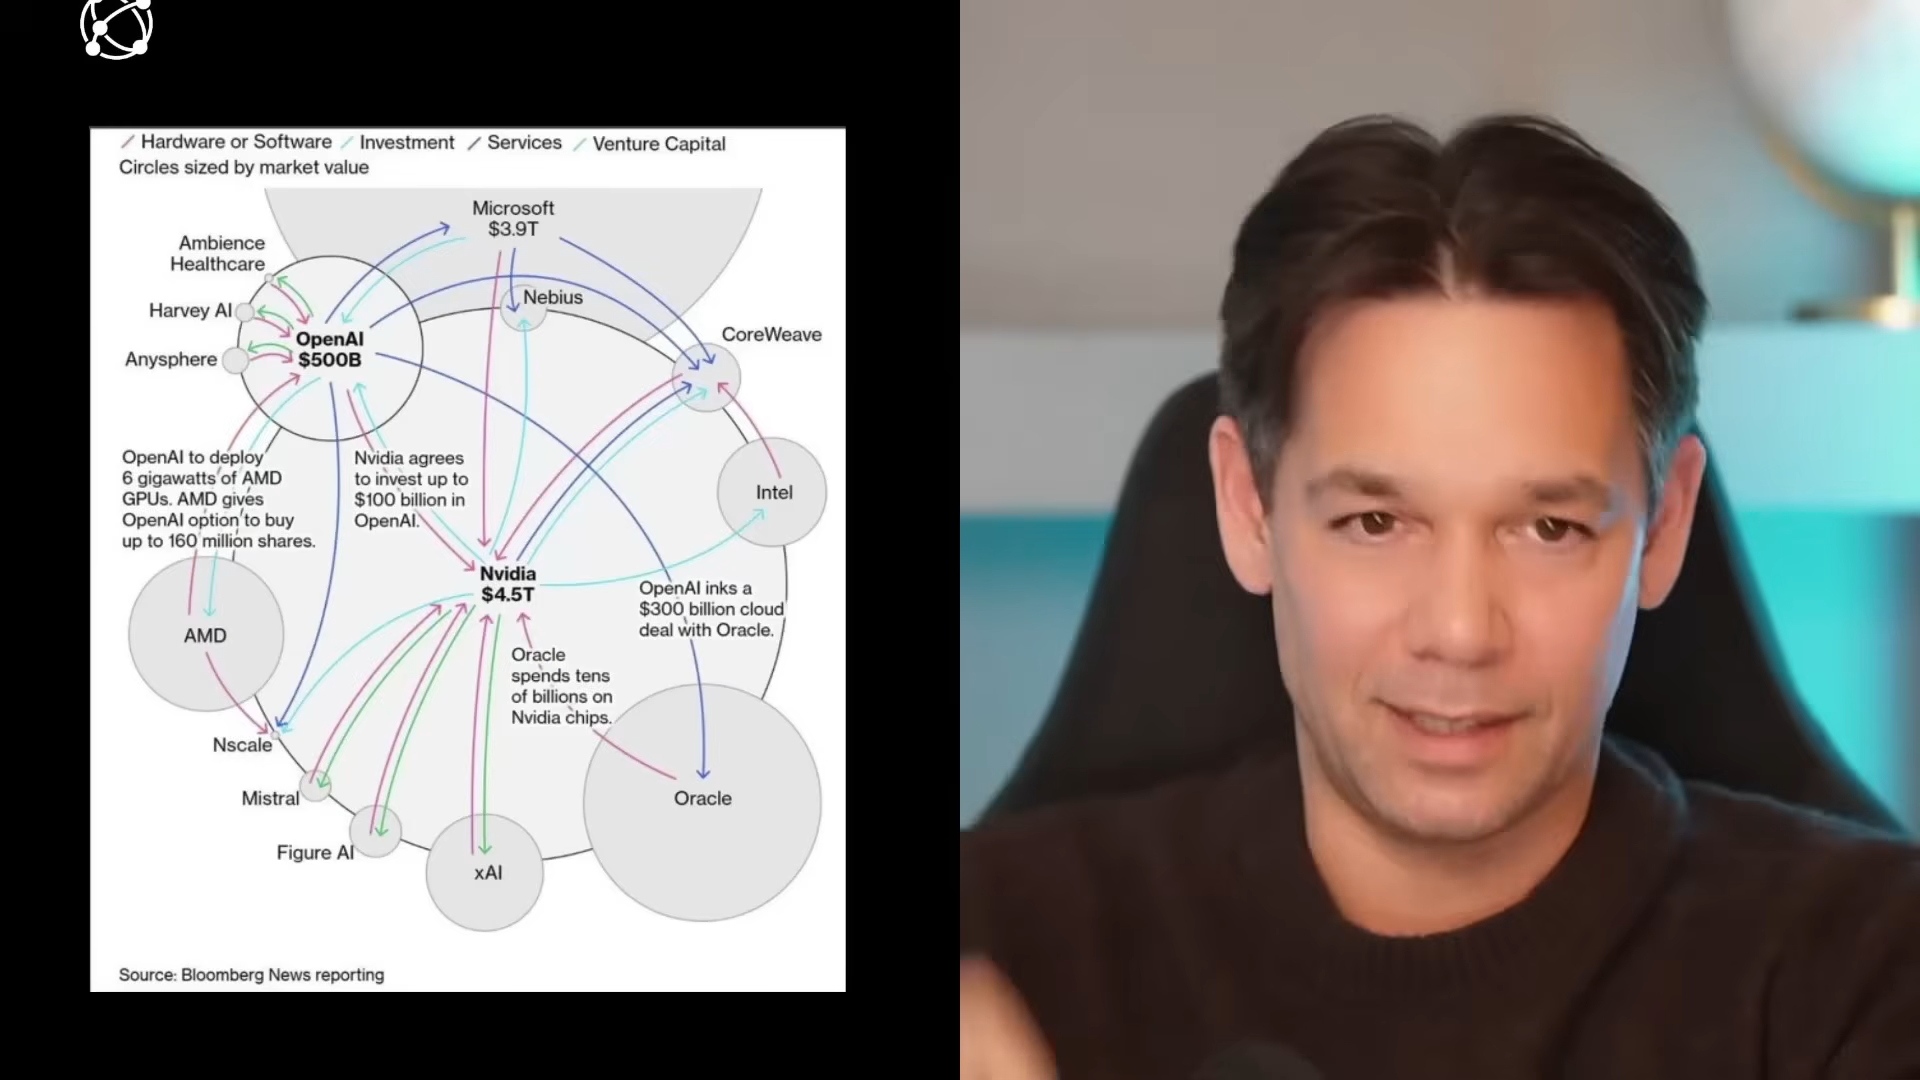 Hardware or Software Investment Services Venture Capital
Circles sized by market value
Microsoft
$3.9T
Ambience
Healthcare
Harvey AI
Anysphere
OpenAI
$500B
Nebius
CoreWeave
Intel
OpenAI to deploy
6 gigawatts of AMD
GPUs. AMD gives
OpenAI option to buy
up to 160 million shares.
Nvidia agrees
to invest up to
$100 billion in
OpenAI.
Nvidia
$4.5T
OpenAI inks a
$300 billion cloud
deal with Oracle.
AMD
Oracle
spends tens
of billions on
Nvidia chips.
Nscale
Mistral
Figure AI
xAI
Oracle
Source: Bloomberg News reporting